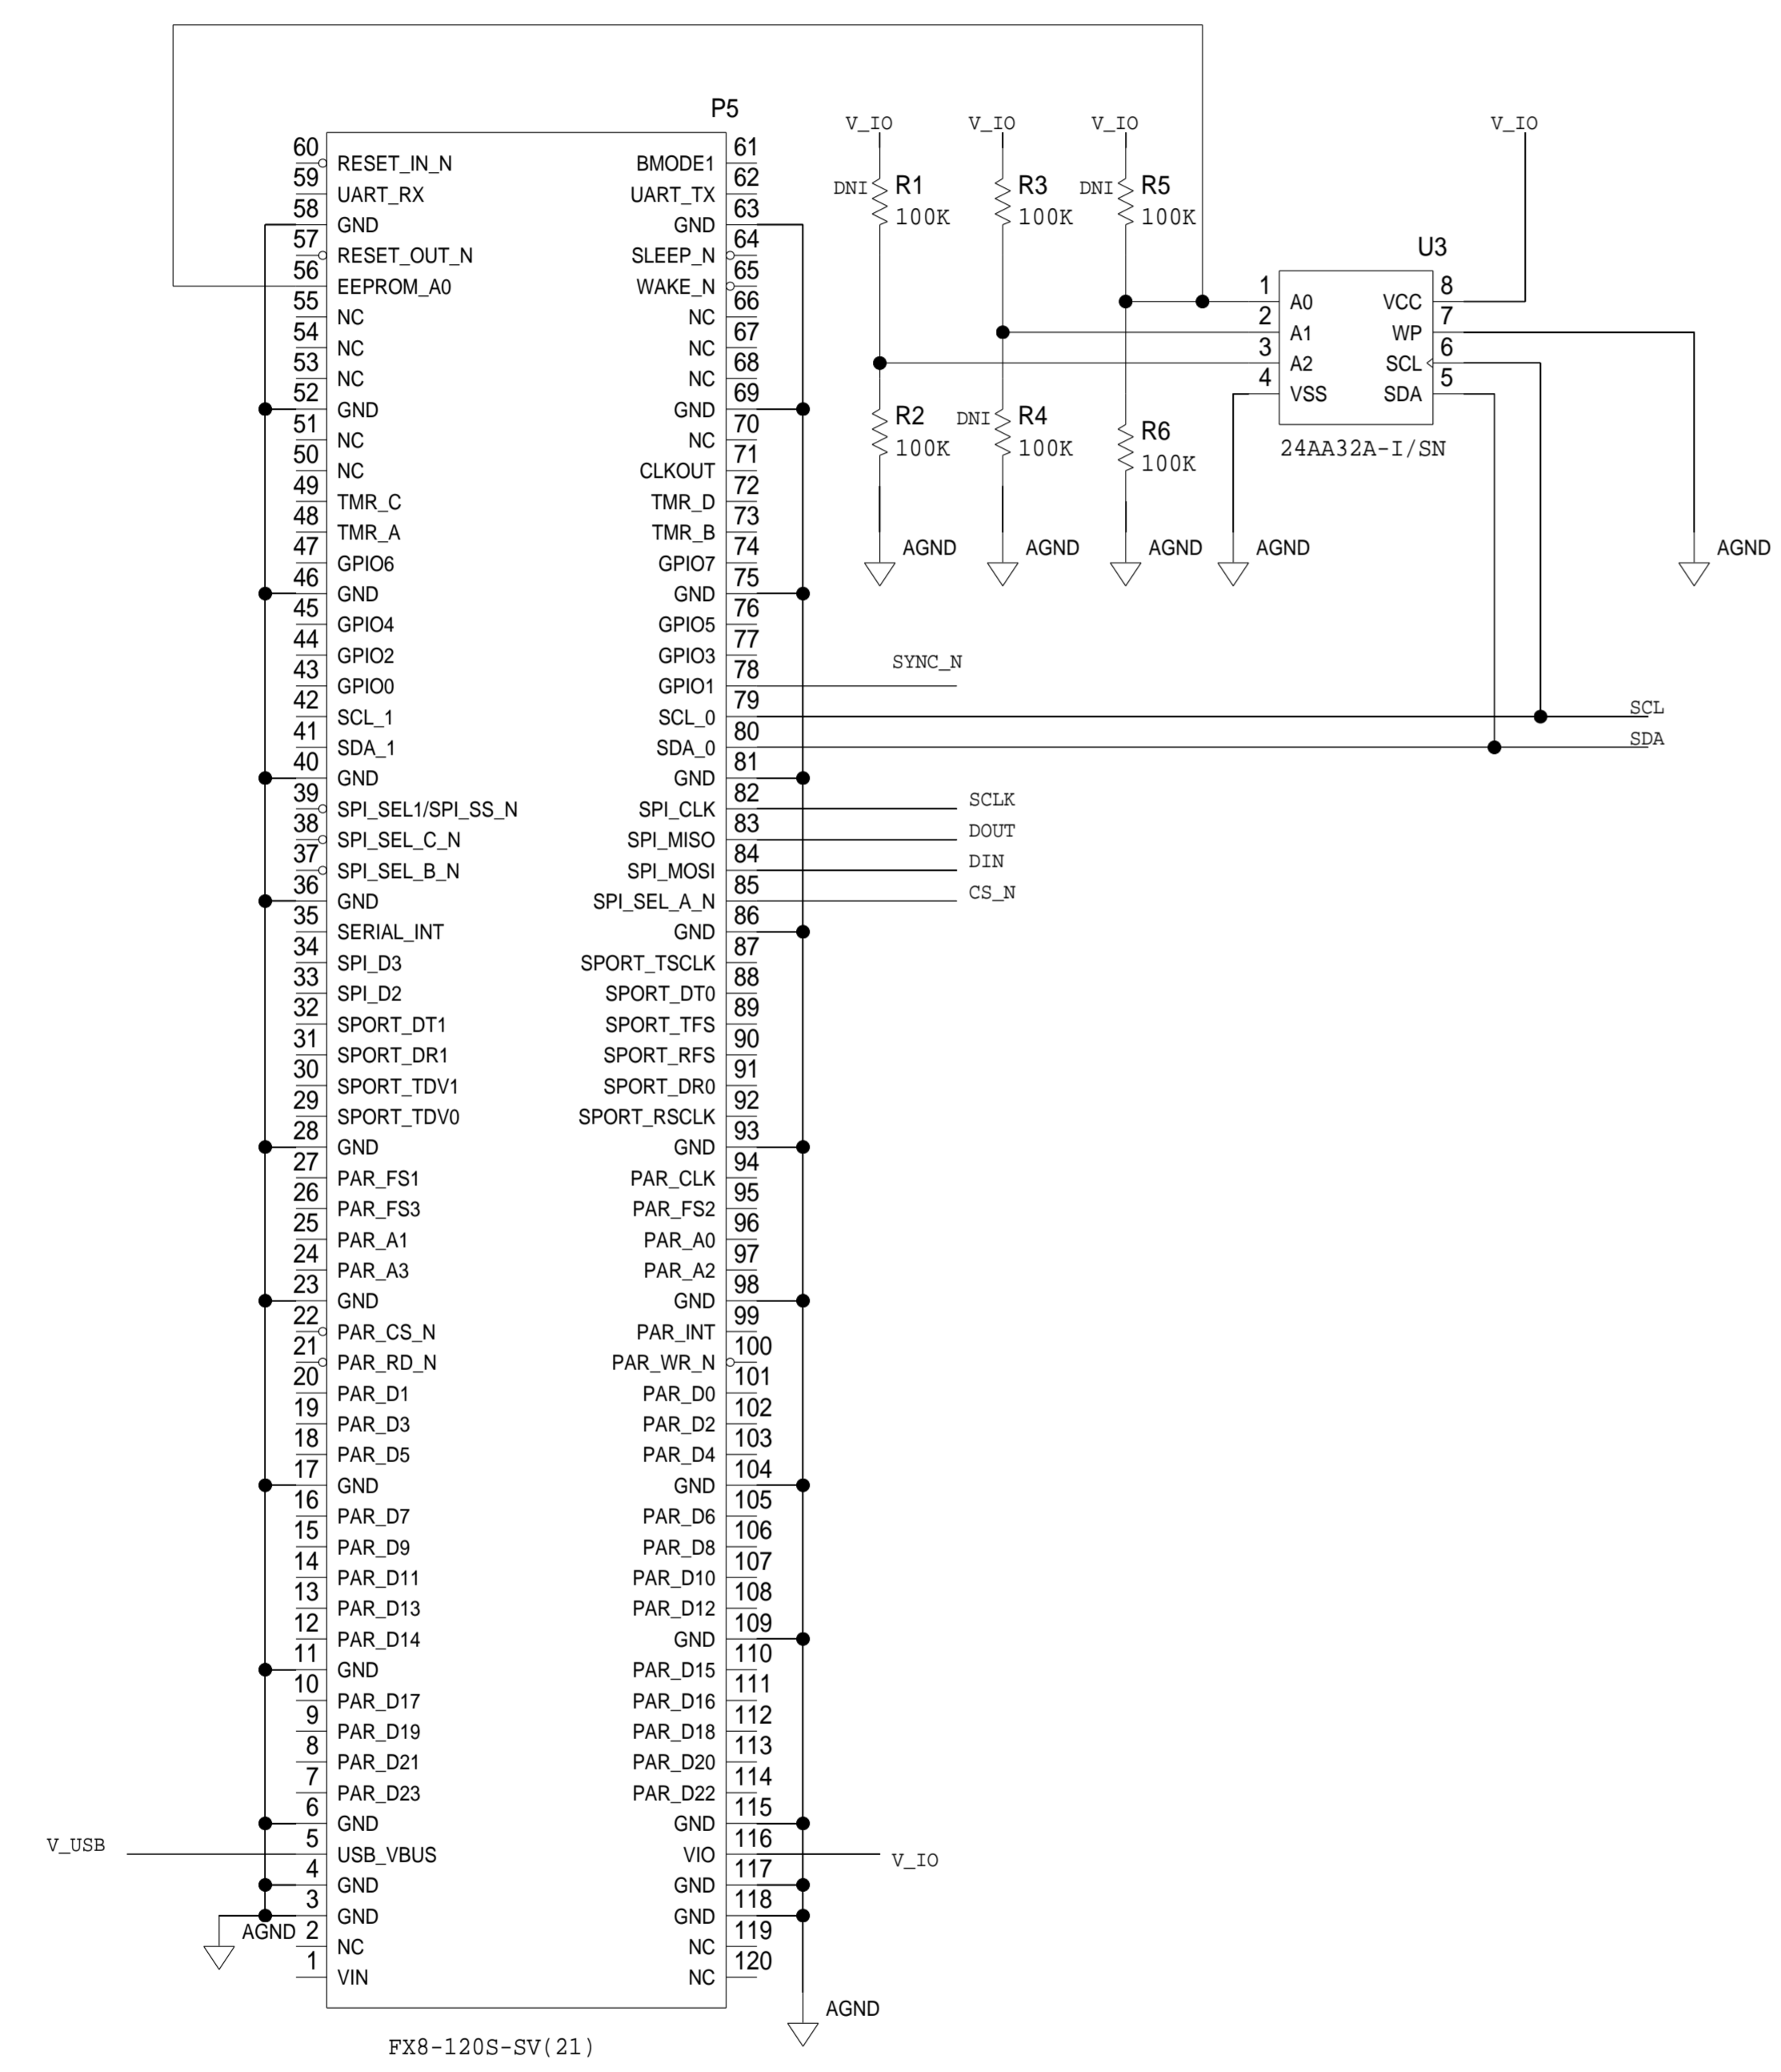 P5
60 RESET_IN_N BMODE1 61
59 UART_RX UART_TX 62
58 GND GND 63
57 RESET_OUT_N SLEEP_N 64
56 EEPROM_A0 WAKE_N 65
55 NC NC 66
54 NC NC 67
53 NC NC 68
52 GND GND 69
51 NC NC 70
50 NC CLKOUT 71
49 TMR_C TMR_D 72
48 TMR_A TMR_B 73
47 GPIO6 GPIO7 74
46 GND GND 75
45 GPIO4 GPIO5 76
44 GPIO2 GPIO3 77
43 GPIO0 GPIO1 78 SYNC_N
42 SCL_1 SCL_0 79 SCL
41 SDA_1 SDA_0 80 SDA
40 GND GND 81
39 SPI_SEL1/SPI_SS_N SPI_CLK 82 SCLK
38 SPI_SEL_C_N SPI_MISO 83 DOUT
37 SPI_SEL_B_N SPI_MOSI 84 DIN
36 GND SPI_SEL_A_N 85 CS_N
35 SERIAL_INT GND 86
34 SPI_D3 SPORT_TSCLK 87
33 SPI_D2 SPORT_DT0 88
32 SPORT_DT1 SPORT_TFS 89
31 SPORT_DR1 SPORT_RFS 90
30 SPORT_TDV1 SPORT_DR0 91
29 SPORT_TDV0 SPORT_RSCLK 92
28 GND GND 93
27 PAR_FS1 PAR_CLK 94
26 PAR_FS3 PAR_FS2 95
25 PAR_A1 PAR_A0 96
24 PAR_A3 PAR_A2 97
23 GND GND 98
22 PAR_CS_N PAR_INT 99
21 PAR_RD_N PAR_WR_N 100
20 PAR_D1 PAR_D0 101
19 PAR_D3 PAR_D2 102
18 PAR_D5 PAR_D4 103
17 GND GND 104
16 PAR_D7 PAR_D6 105
15 PAR_D9 PAR_D8 106
14 PAR_D11 PAR_D10 107
13 PAR_D13 PAR_D12 108
12 PAR_D14 GND 109
11 GND PAR_D15 110
10 PAR_D17 PAR_D16 111
9 PAR_D19 PAR_D18 112
8 PAR_D21 PAR_D20 113
7 PAR_D23 PAR_D22 114
6 GND GND 115
V_USB 5 USB_VBUS VIO 116 V_IO
4 GND GND 117
3 GND GND 118
AGND 2 NC NC 119
1 VIN NC 120
AGND
FX8-120S-SV(21)
V_IO V_IO V_IO V_IO
DNI R1 R3 DNI R5
100K 100K 100K
U3
1 A0 VCC 8
2 A1 WP 7
3 A2 SCL 6
4 VSS SDA 5
24AA32A-I/SN
R2 DNI R4 R6
100K 100K 100K
AGND AGND AGND AGND AGND